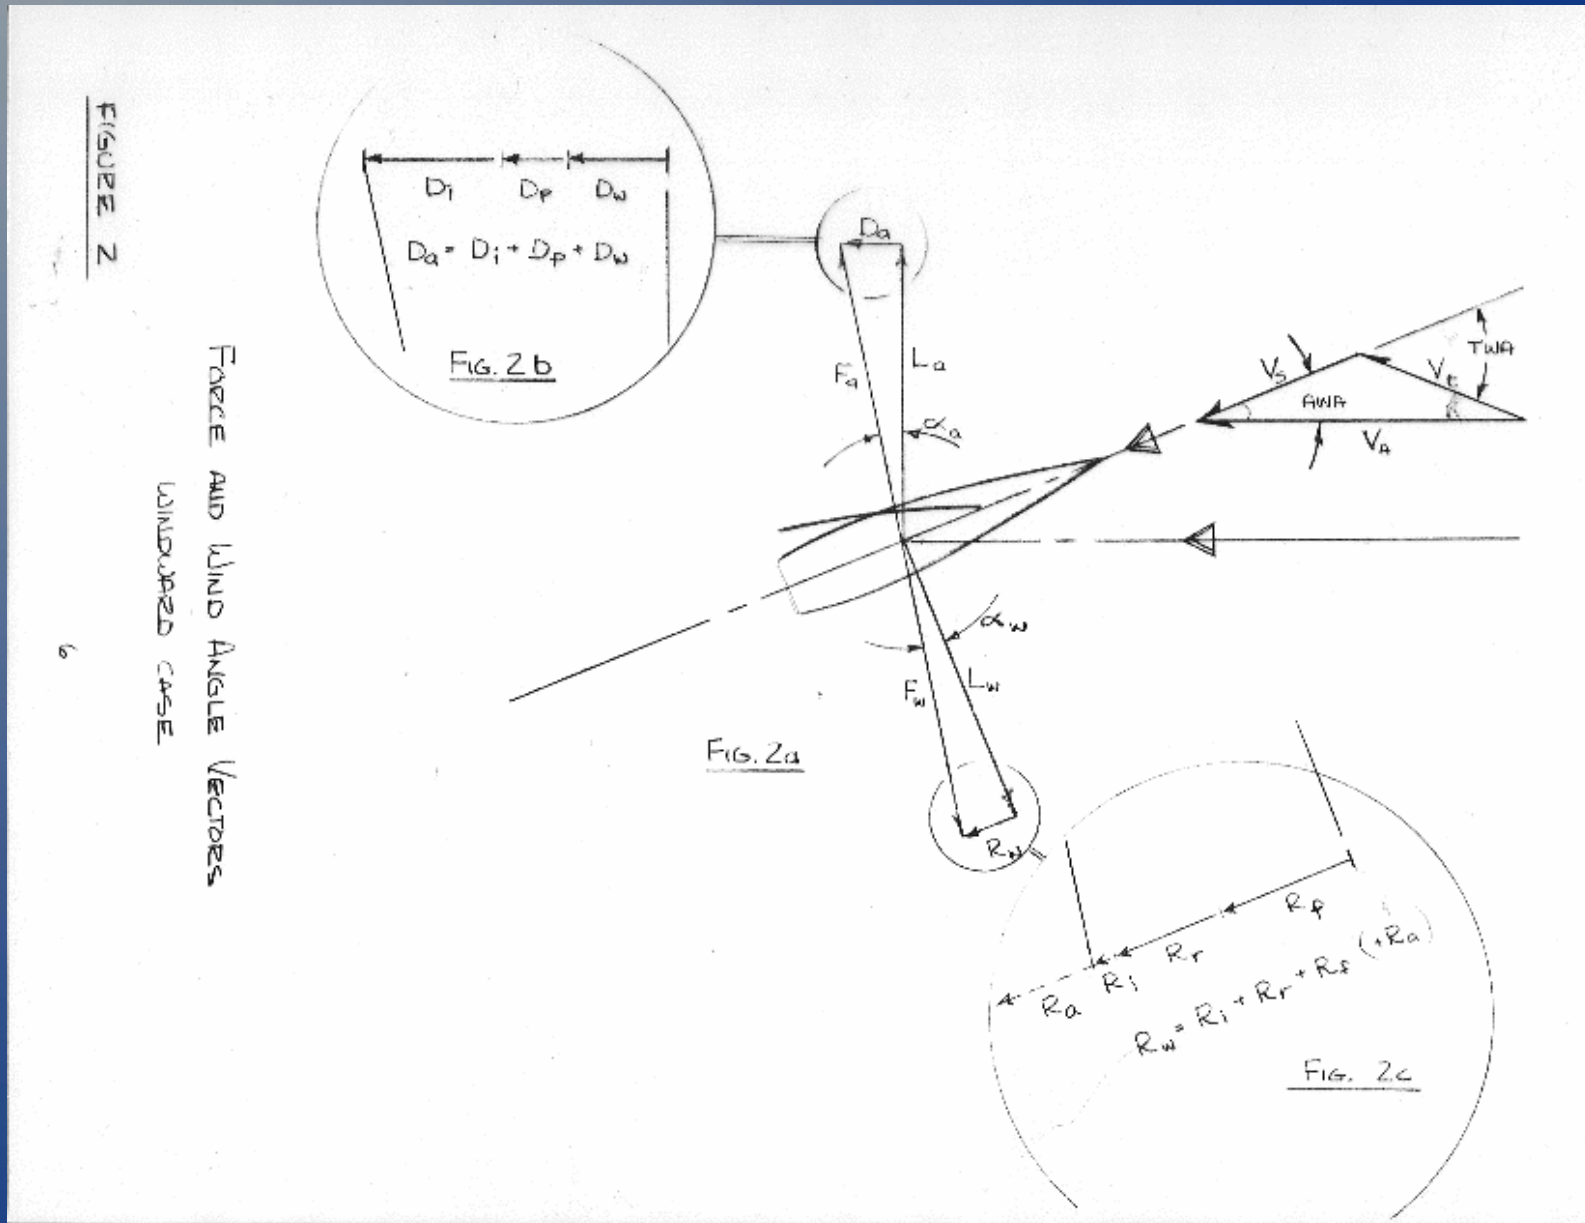 FIGURE 2
FORCE AND WIND ANGLE VECTORS
WINDWARD CASE
6
Di Dp Dw
Da = Di + Dp + Dw
FIG. 2b
Da
Fa
La
αa
Vs
AWA
Vt
TWA
VA
αw
Fw
Lw
Rw
FIG. 2a
Rf
Rr
Ri
Ra
Rw = Ri + Rr + Rf (+Ra)
FIG. 2c